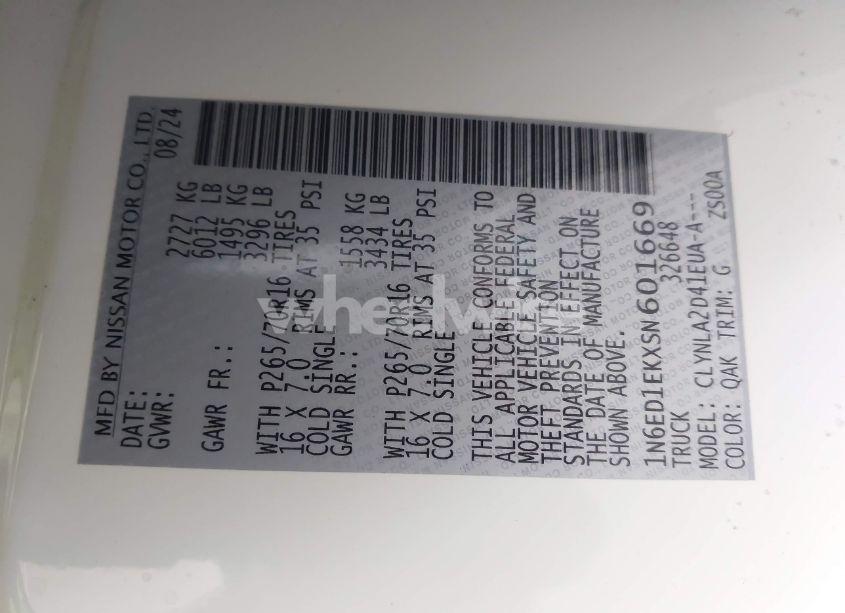 MFD BY NISSAN MOTOR CO., LTD.
DATE: 08/24
GVWR: 2727 KG
6012 LB
GAWR FR.: 1495 KG
3296 LB
WITH P265/70R16 TIRES
16 X 7.0 RIMS AT 35 PSI
COLD SINGLE
GAWR RR.: 1558 KG
3434 LB
WITH P265/70R16 TIRES
16 X 7.0 RIMS AT 35 PSI
COLD SINGLE
THIS VEHICLE CONFORMS TO
ALL APPLICABLE FEDERAL
MOTOR VEHICLE SAFETY AND
THEFT PREVENTION
STANDARDS IN EFFECT ON
THE DATE OF MANUFACTURE
SHOWN ABOVE.
1N6ED1EKXSN601669
TRUCK 326648
MODEL: CLYNLA2D41EUA-A---
COLOR: QAK TRIM: G ZS00A